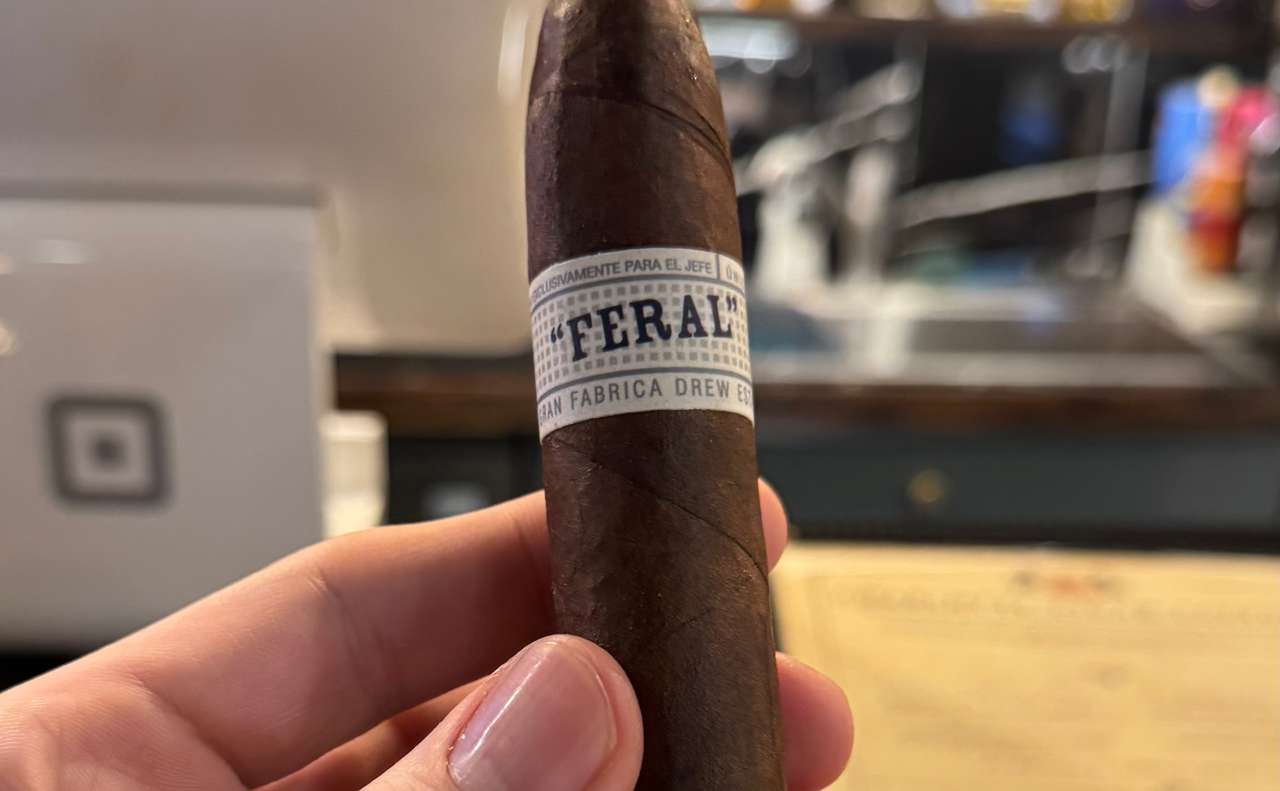 EXCLUSIVAMENTE PARA EL JEFE
“FERAL”
GRAN FABRICA DREW